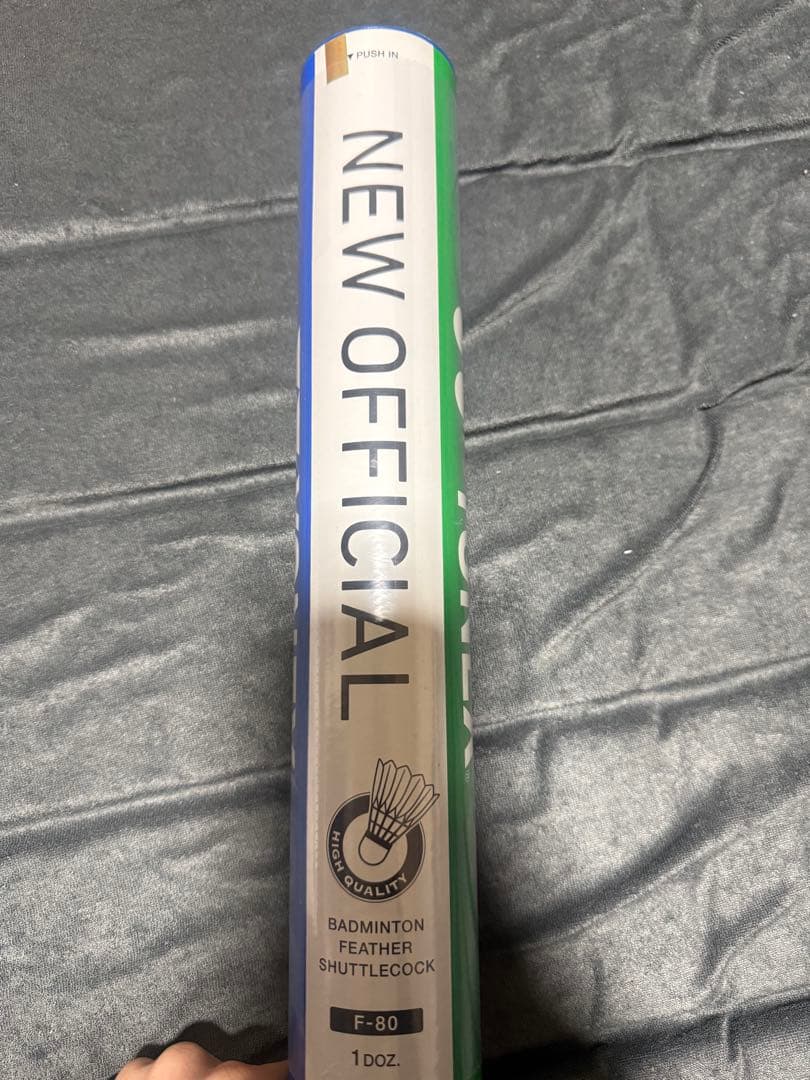 PUSH IN
NEW OFFICIAL
HIGH QUALITY
BADMINTON
FEATHER
SHUTTLECOCK
F-80
1DOZ.